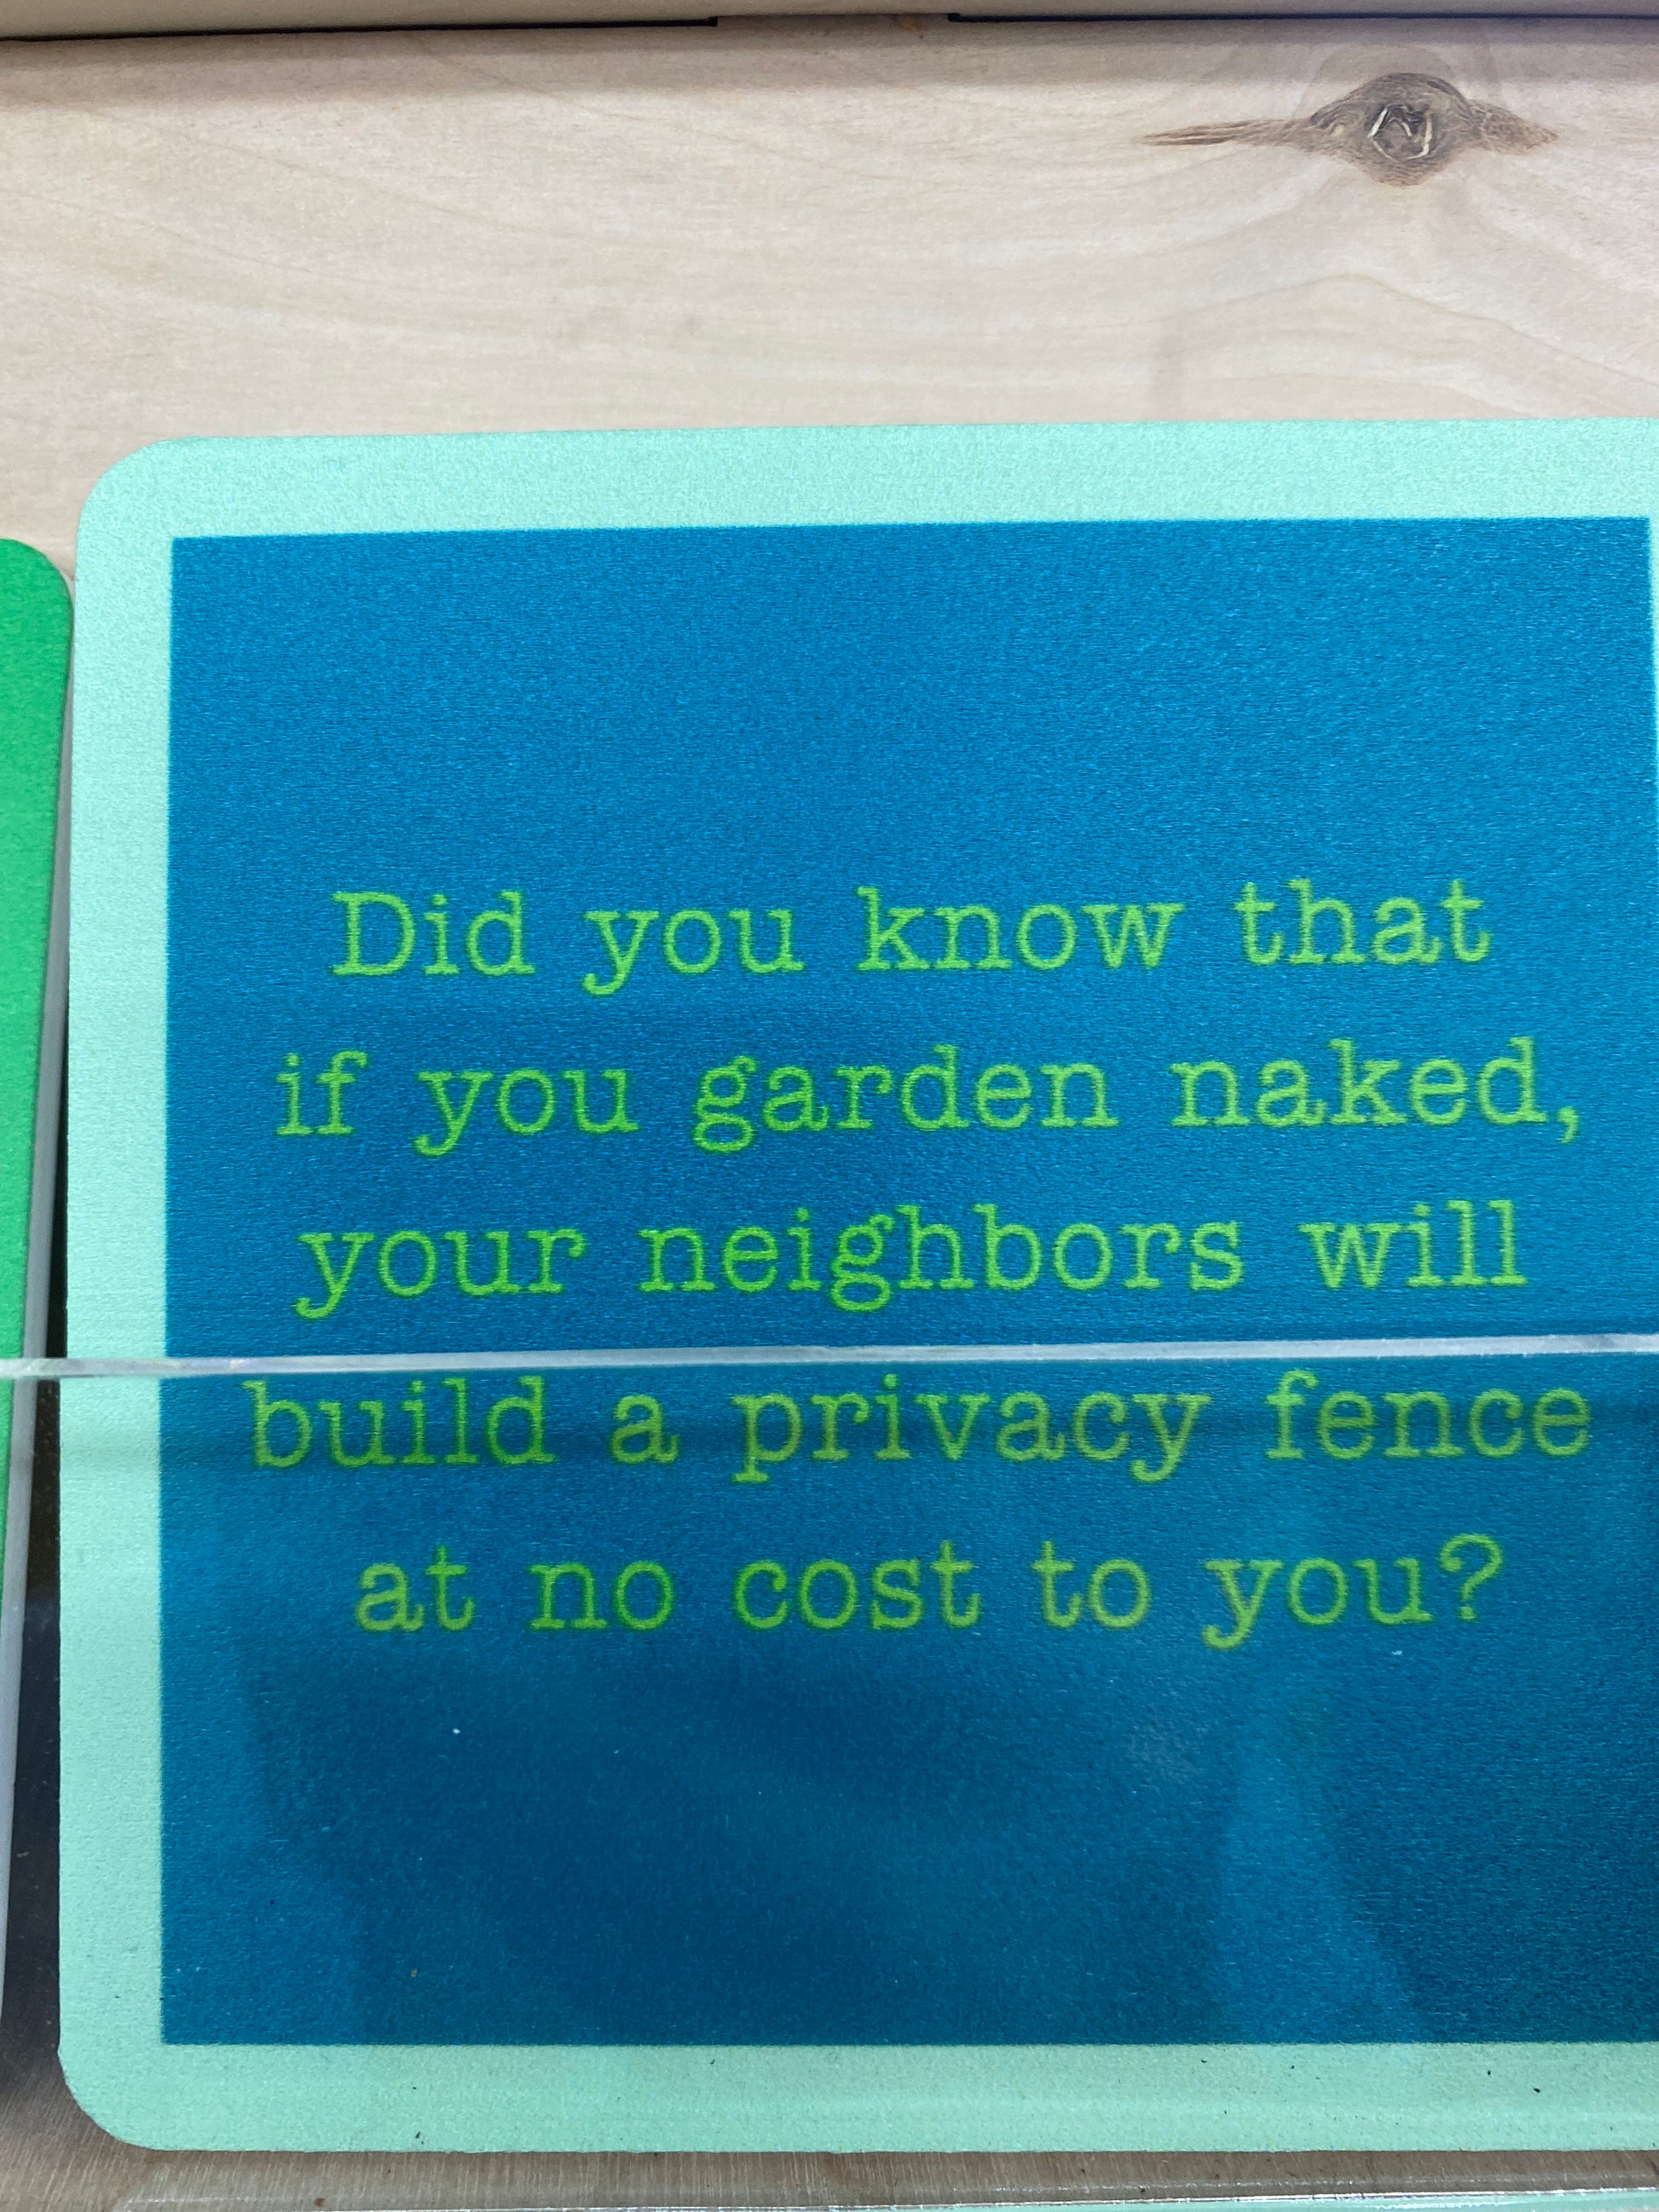 Did you know that
if you garden naked,
your neighbors will
build a privacy fence
at no cost to you?